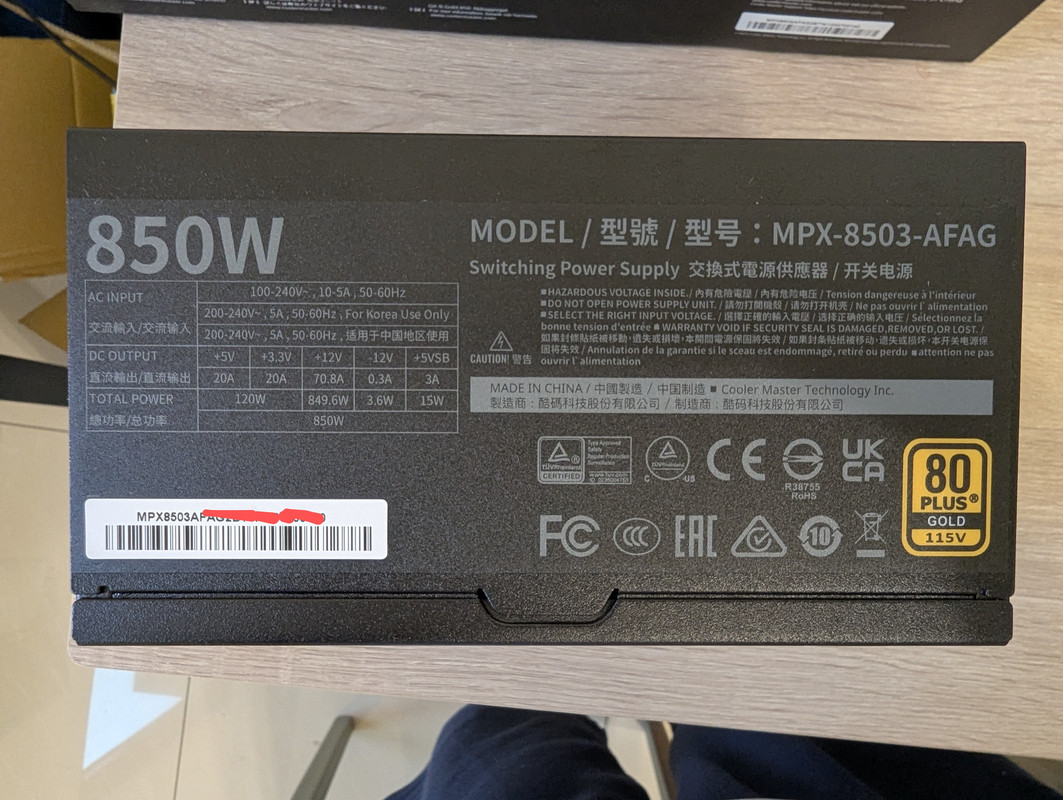 850W
AC INPUT
交流輸入/交流输入
100-240V~ , 10-5A , 50-60Hz
200-240V~ , 5A , 50-60Hz , For Korea Use Only
200-240V~ , 5A , 50-60Hz , 适用于中国地区使用
DC OUTPUT +5V +3.3V +12V -12V +5VSB
直流輸出/直流输出 20A 20A 70.8A 0.3A 3A
TOTAL POWER 120W 849.6W 3.6W 15W
總功率/总功率 850W
MODEL / 型號 / 型号：MPX-8503-AFAG
Switching Power Supply 交換式電源供應器 / 开关电源
■HAZARDOUS VOLTAGE INSIDE. / 內有危險電壓 / 内有危险电压 / Tension dangereuse à l'intérieur
■DO NOT OPEN POWER SUPPLY UNIT. / 請勿打開機殼 / 请勿打开机壳 / Ne pas ouvrir l`alimentation
■SELECT THE RIGHT INPUT VOLTAGE. / 選擇正確的輸入電壓 / 选择正确的输入电压 / Sélectionnez la
bonne tension d'entrée ■ WARRANTY VOID IF SECURITY SEAL IS DAMAGED,REMOVED,OR LOST. /
如果封條貼紙被移動、遺失或損壞，本開關電源保固將失效 / 如果封条贴纸被移动、遗失或损坏，本开关电源保
固将失效 / Annulation de la garantie si le sceau est endommagé, retiré ou perdu ■attention ne pas
ouvrir l`alimentation
CAUTION 警告
MADE IN CHINA / 中國製造 / 中国制造 ■ Cooler Master Technology Inc.
製造商：酷碼科技股份有限公司 / 制造商：酷码科技股份有限公司
TÜVRheinland
CERTIFIED
Type Approved
Safety
Regular Production
Surveillance
www.tuv.com
TÜVRheinland
C US
CE
R38755
RoHS
UK
CA
80
PLUS®
GOLD
115V
FC
CCC
EAC
10
MPX8503A